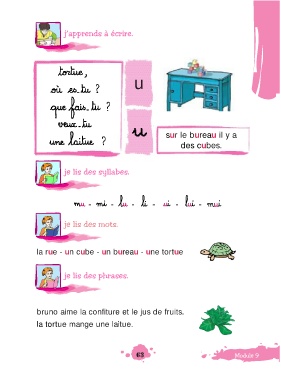 j'apprends à écrire.
tortue,
où es-tu ?
que fais-tu ?
veux-tu
une laitue ?
u
u
sur le bureau il y a
des cubes.
je lis des syllabes.
nu - mi - lu - li - ui - lui - nui
je lis des mots.
la rue - un cube - un bureau - une tortue
je lis des phrases.
bruno aime la confiture et le jus de fruits.
la tortue mange une laitue.
63
Module 9